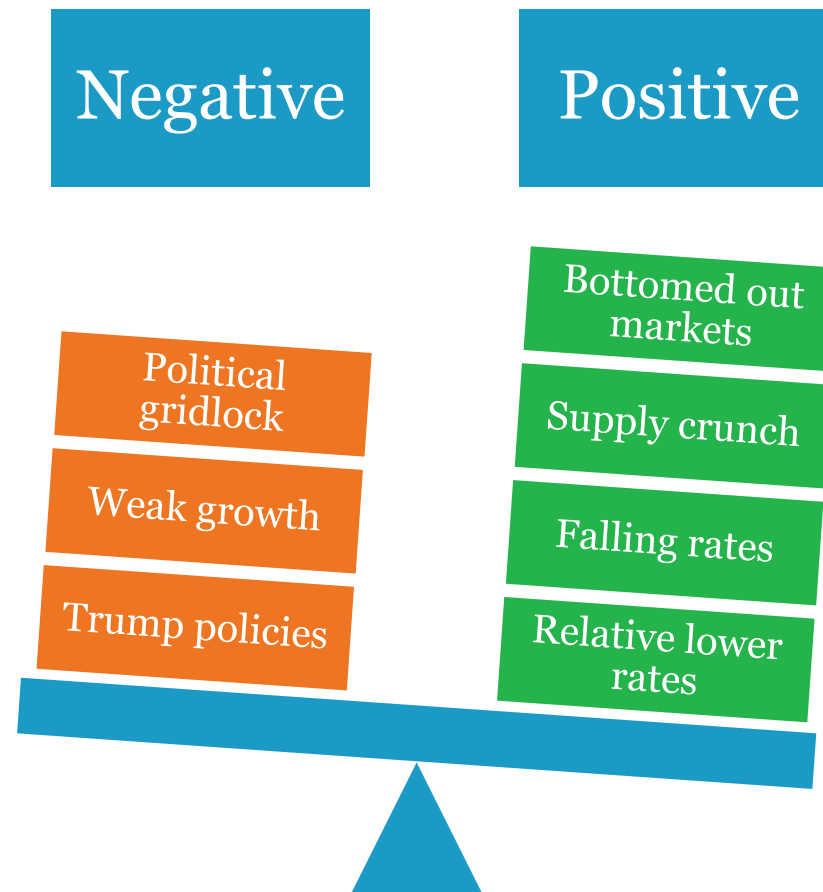 Negative
Positive
Political
gridlock
Weak growth
Trump policies
Bottomed out
markets
Supply crunch
Falling rates
Relative lower
rates